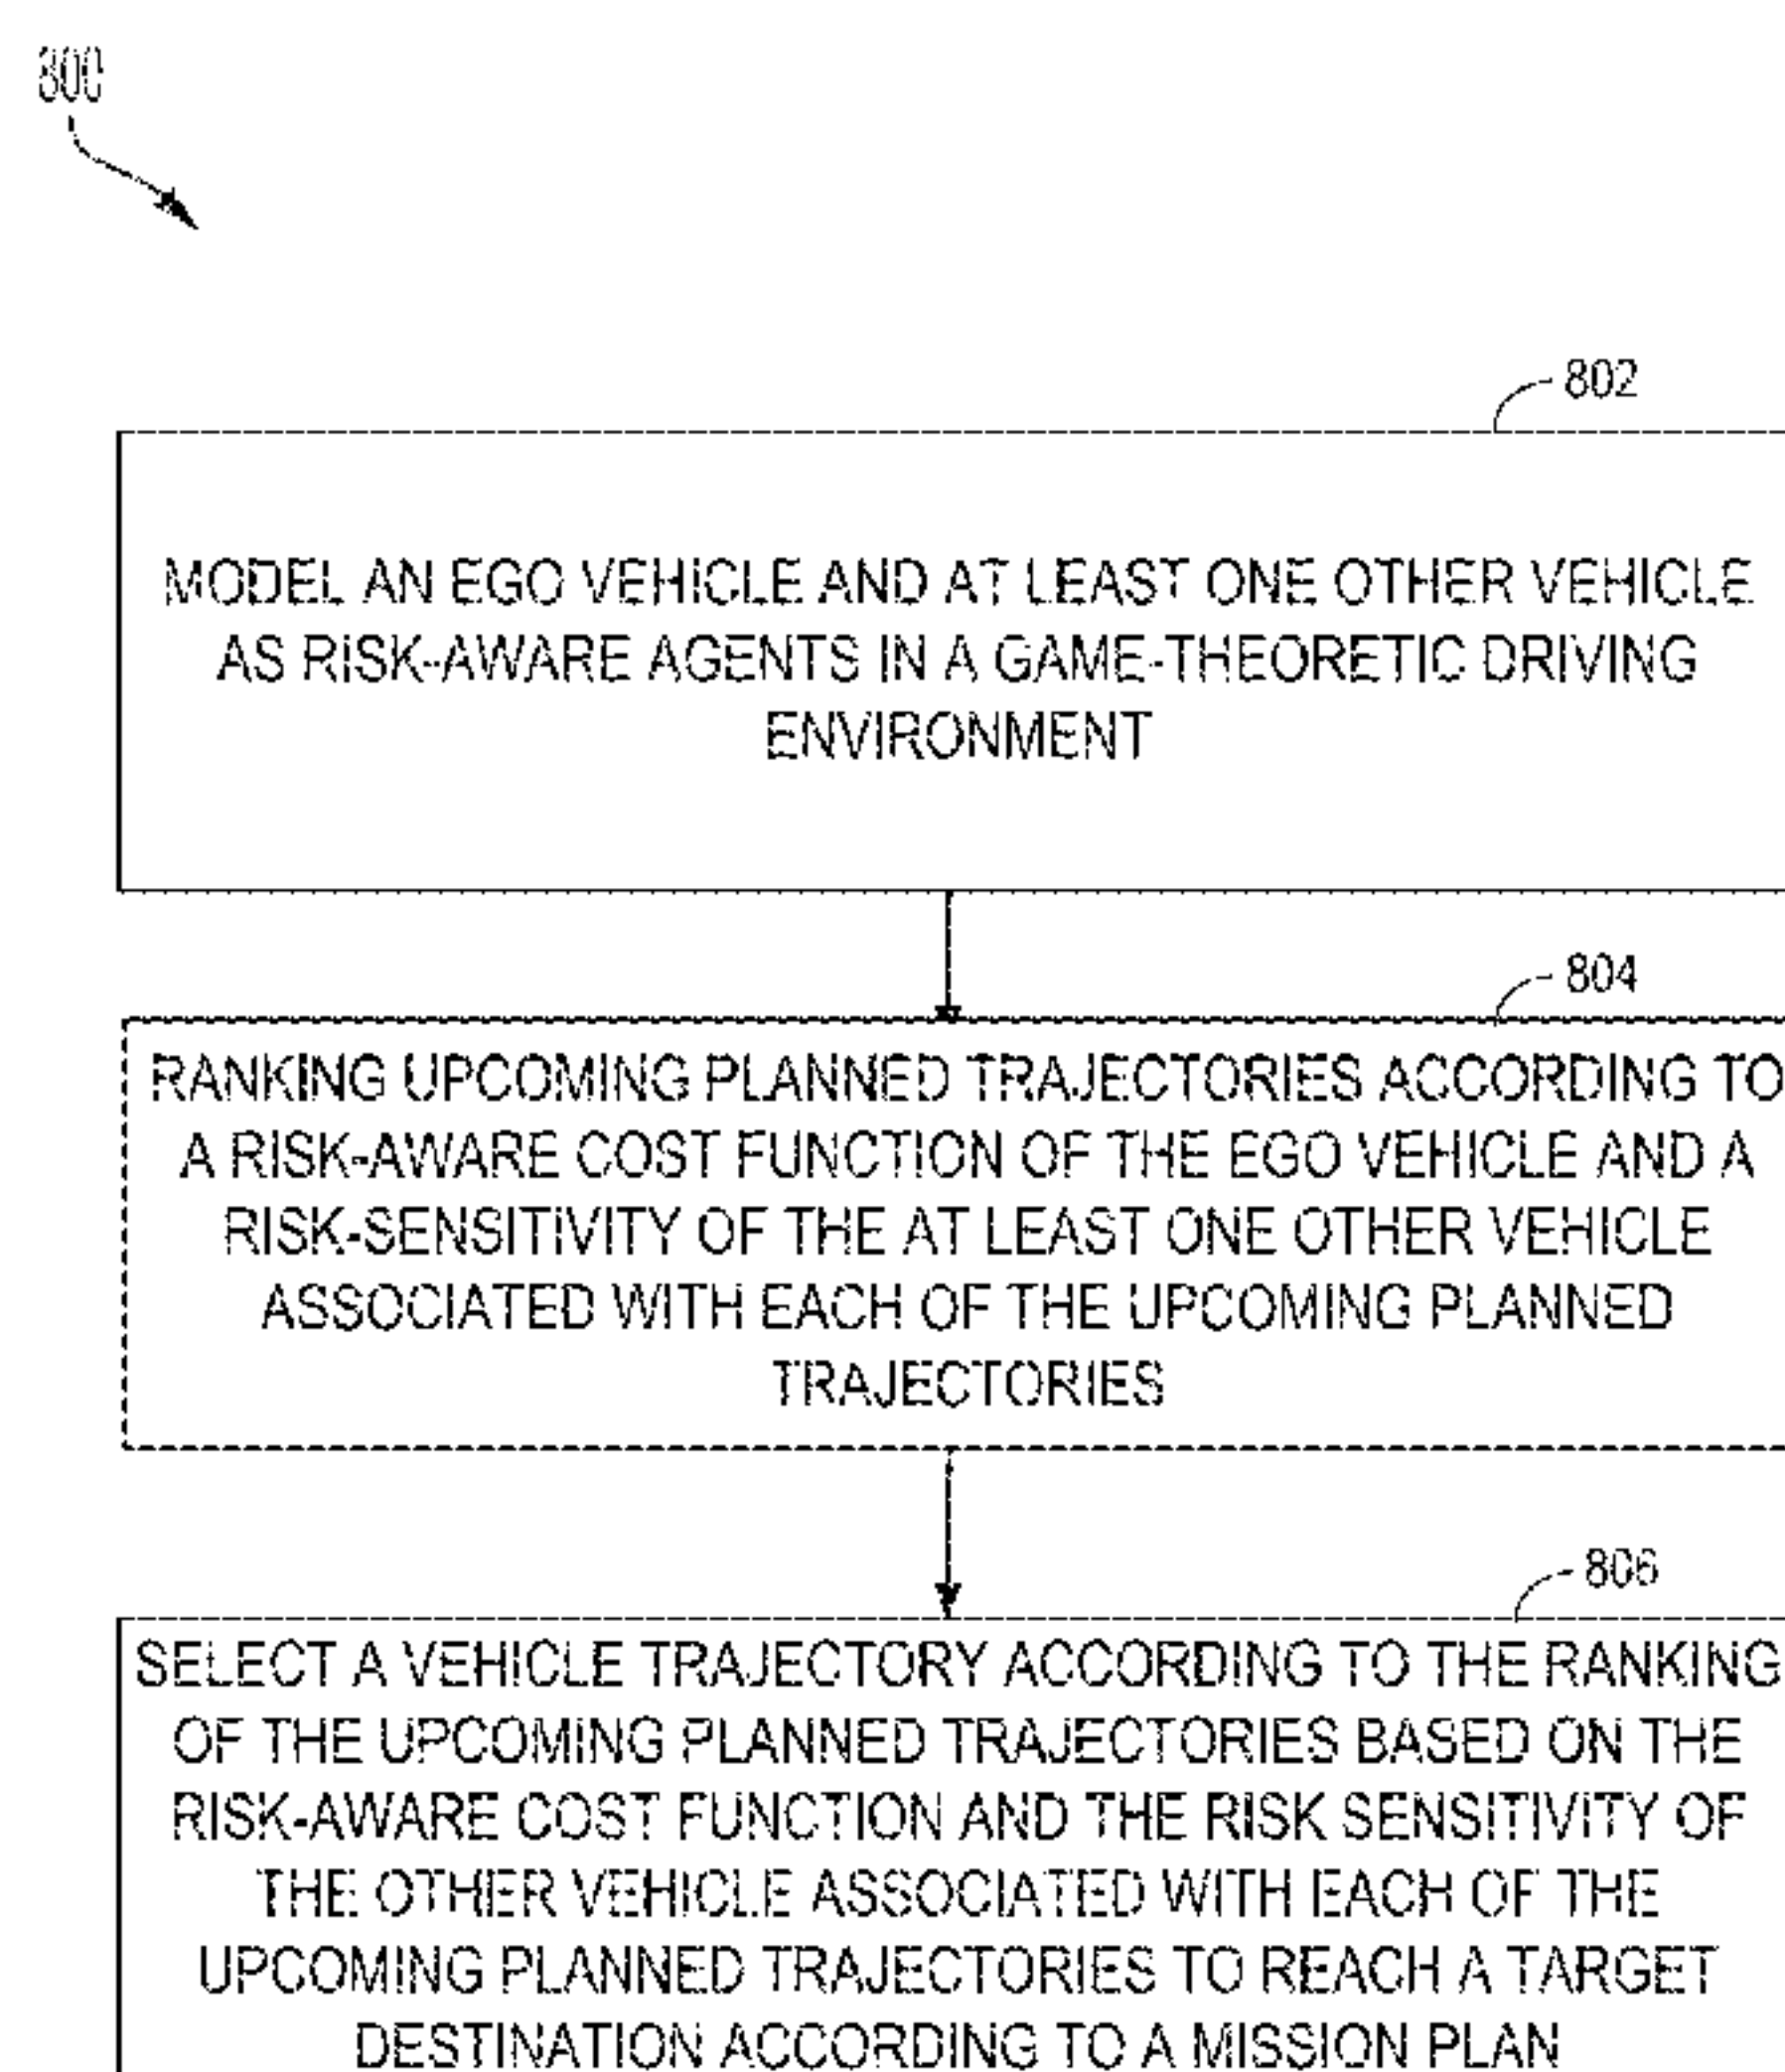 800
802
MODEL AN EGO VEHICLE AND AT LEAST ONE OTHER VEHICLE
AS RISK-AWARE AGENTS IN A GAME-THEORETIC DRIVING
ENVIRONMENT
804
RANKING UPCOMING PLANNED TRAJECTORIES ACCORDING TO
A RISK-AWARE COST FUNCTION OF THE EGO VEHICLE AND A
RISK-SENSITIVITY OF THE AT LEAST ONE OTHER VEHICLE
ASSOCIATED WITH EACH OF THE UPCOMING PLANNED
TRAJECTORIES
806
SELECT A VEHICLE TRAJECTORY ACCORDING TO THE RANKING
OF THE UPCOMING PLANNED TRAJECTORIES BASED ON THE
RISK-AWARE COST FUNCTION AND THE RISK SENSITIVITY OF
THE OTHER VEHICLE ASSOCIATED WITH EACH OF THE
UPCOMING PLANNED TRAJECTORIES TO REACH A TARGET
DESTINATION ACCORDING TO A MISSION PLAN